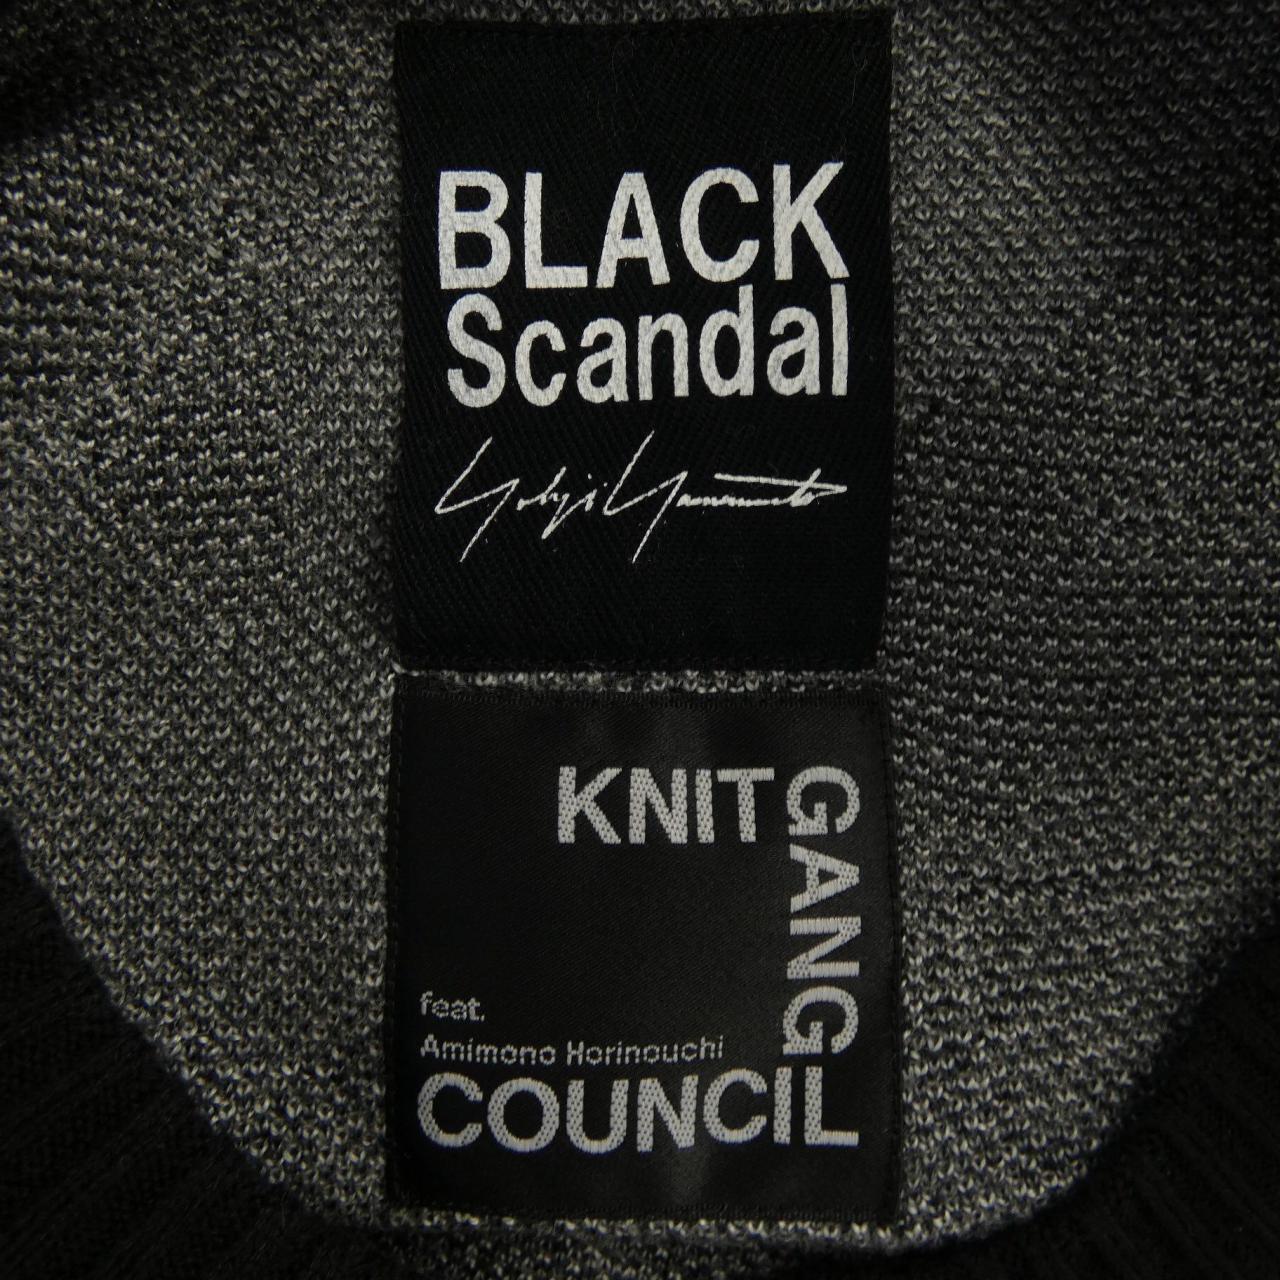 BLACK
Scandal
Yohji Yamamoto
KNIT
GANG
feat.
Amimono Horinouchi
COUNCIL